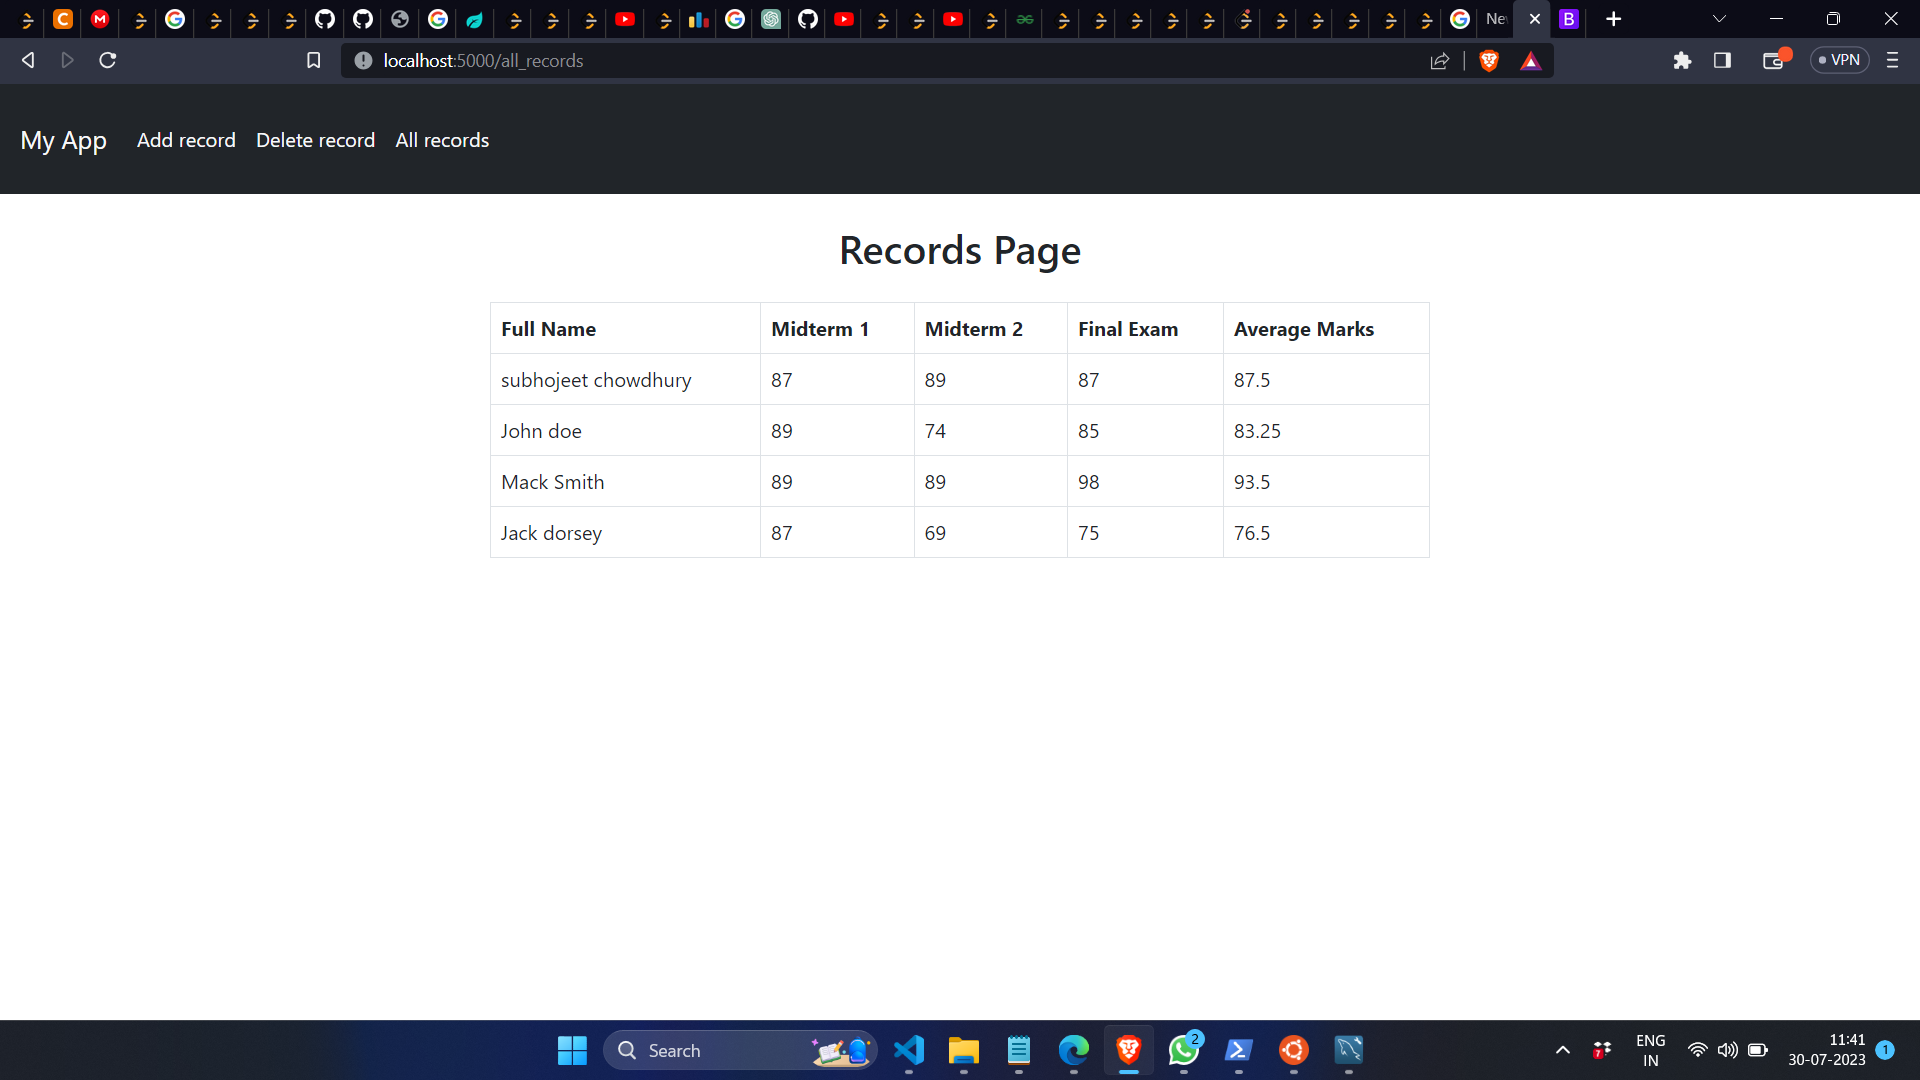 Ne
localhost:5000/all_records
VPN
My App Add record Delete record All records
Records Page
Full Name Midterm 1 Midterm 2 Final Exam Average Marks
subhojeet chowdhury 87 89 87 87.5
John doe 89 74 85 83.25
Mack Smith 89 89 98 93.5
Jack dorsey 87 69 75 76.5
Search
2
7
ENG
IN
11:41
30-07-2023
1